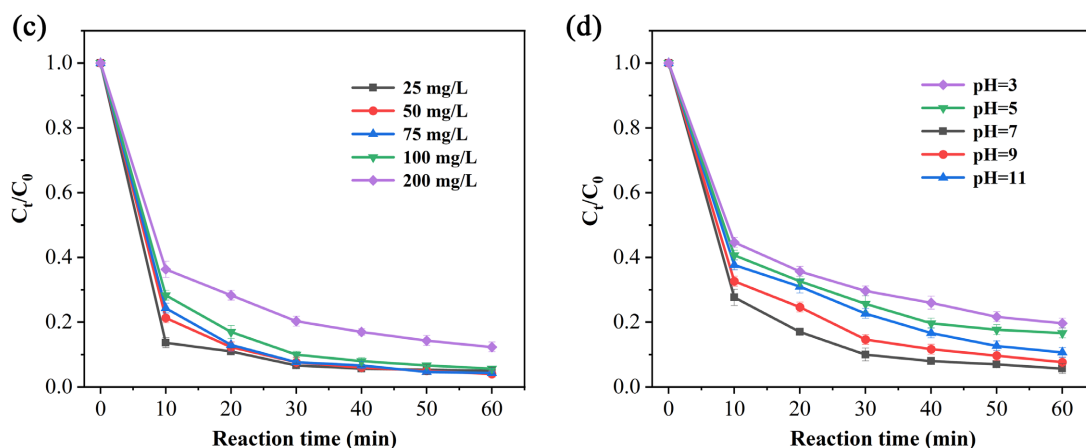 (c)
1.0
0.8
0.6
0.4
0.2
0.0
Cₜ/C₀
25 mg/L
50 mg/L
75 mg/L
100 mg/L
200 mg/L
0 10 20 30 40 50 60
Reaction time (min)
(d)
1.0
0.8
0.6
0.4
0.2
0.0
Cₜ/C₀
pH=3
pH=5
pH=7
pH=9
pH=11
0 10 20 30 40 50 60
Reaction time (min)